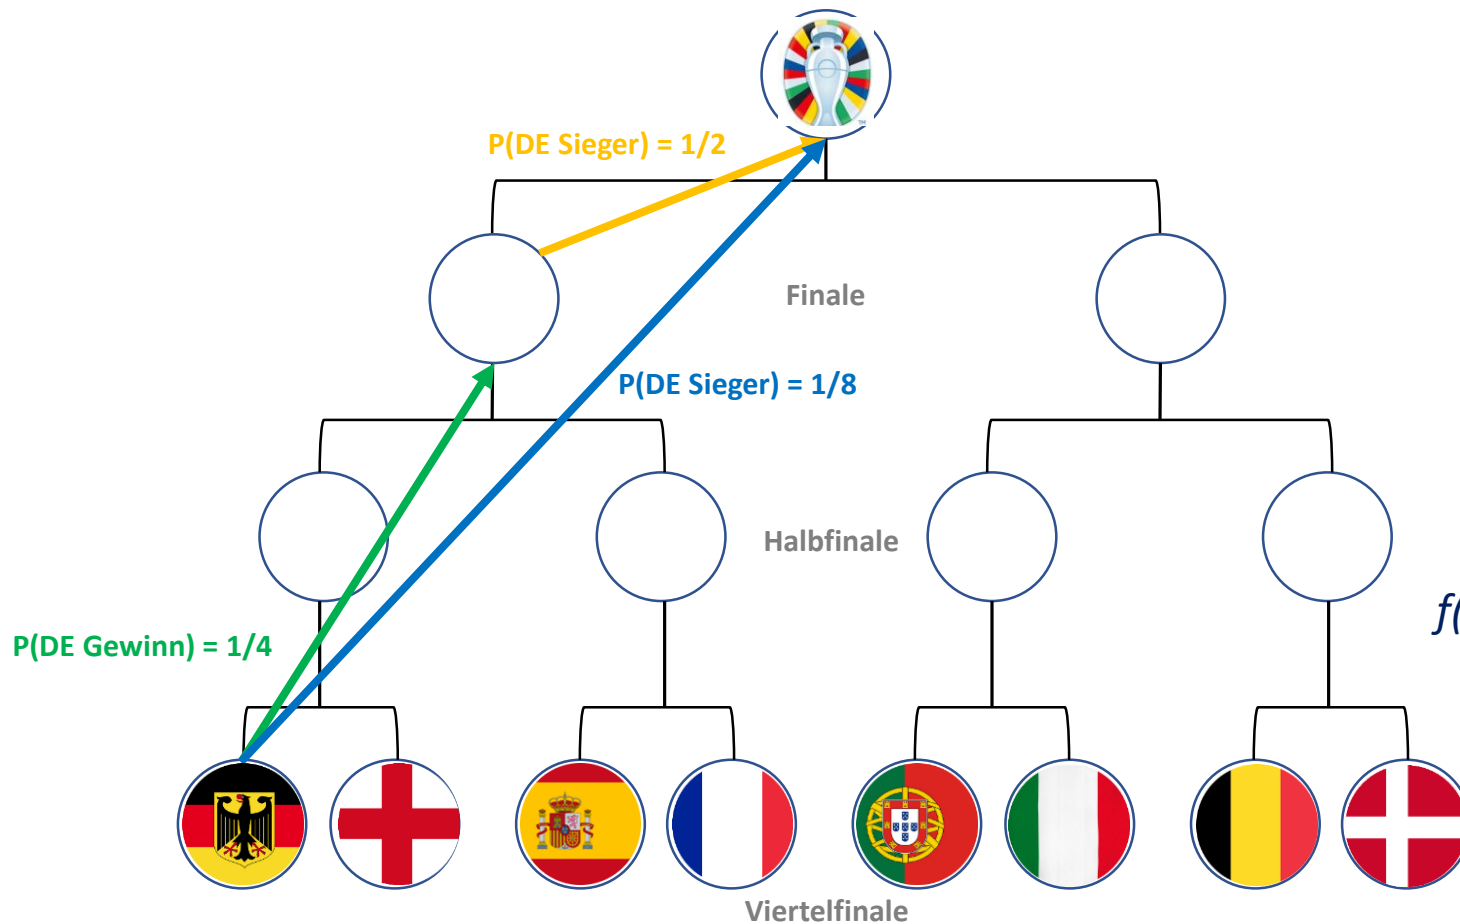 P(DE Sieger) = 1/2
Finale
P(DE Sieger) = 1/8
Halbfinale
f(
P(DE Gewinn) = 1/4
Viertelfinale